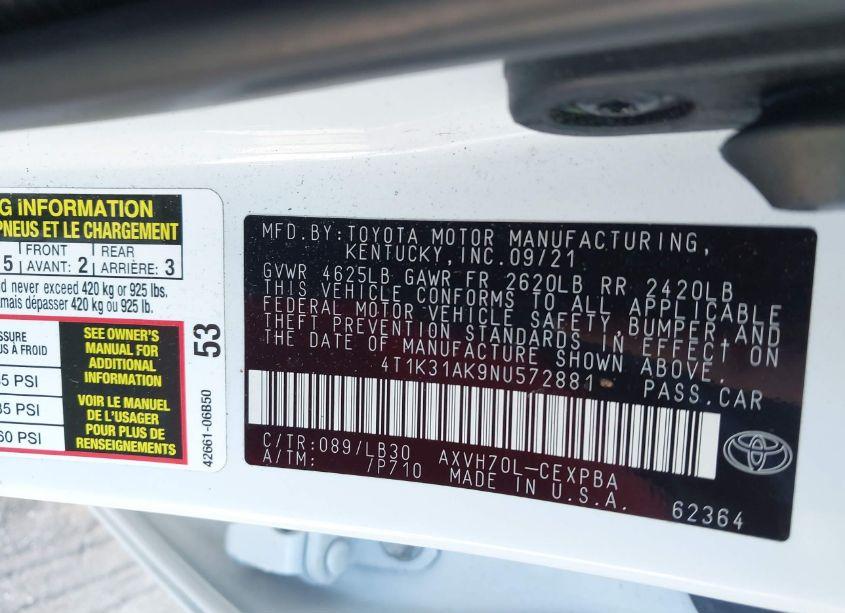 G INFORMATION
PNEUS ET LE CHARGEMENT
5 FRONT AVANT: 2 REAR ARRIÈRE: 3
d never exceed 420 kg or 925 lbs.
amais dépasser 420 kg ou 925 lb.
SSURE
S À FROID
5 PSI
35 PSI
60 PSI
SEE OWNER'S
MANUAL FOR
ADDITIONAL
INFORMATION
VOIR LE MANUEL
DE L'USAGER
POUR PLUS DE
RENSEIGNEMENTS
53
42661-06B50
MFD.BY:TOYOTA MOTOR MANUFACTURING,
KENTUCKY, INC.09/21
GVWR 4625LB GAWR FR 2620LB RR 2420LB
THIS VEHICLE CONFORMS TO ALL APPLICABLE
FEDERAL MOTOR VEHICLE SAFETY,BUMPER,AND
THEFT PREVENTION STANDARDS IN EFFECT ON
THE DATE OF MANUFACTURE SHOWN ABOVE.
4T1K31AK9NU572881 PASS.CAR
C/TR:089/LB30 AXVH70L-CEXPBA
A/TM: /P710 MADE IN U.S.A.
62364